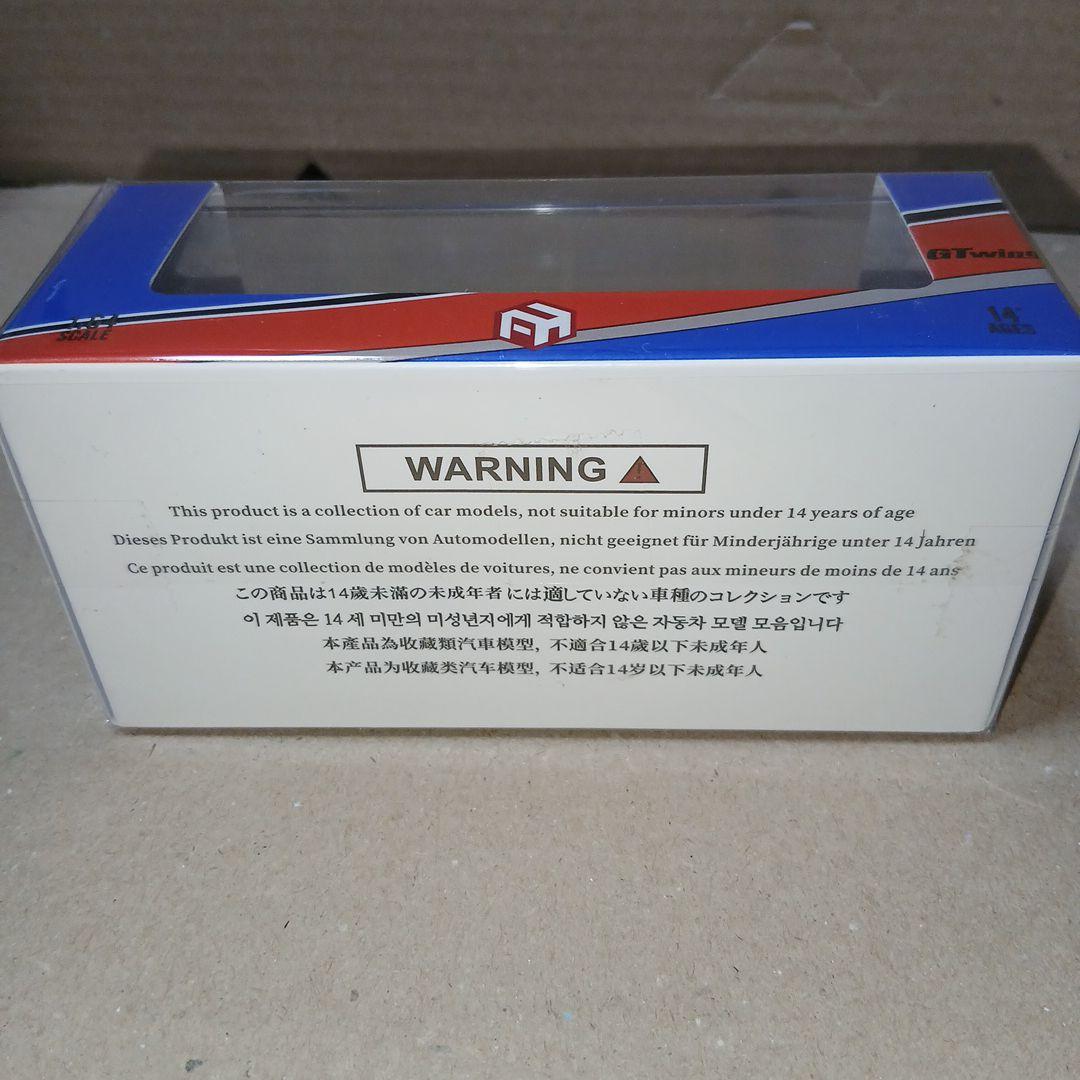 GTwins
1:64
SCALE
14+
AGES
WARNING
This product is a collection of car models, not suitable for minors under 14 years of age
Dieses Produkt ist eine Sammlung von Automodellen, nicht geeignet für Minderjährige unter 14 Jahren
Ce produit est une collection de modèles de voitures, ne convient pas aux mineurs de moins de 14 ans
この商品は14歳未滿の未成年者には適していない車種のコレクションです
이 제품은 14 세 미만의 미성년지에게 적합하지 않은 자동차 모델 모음입니다
本產品為收藏類汽車模型, 不適合14歲以下未成年人
本产品为收藏类汽车模型, 不适合14岁以下未成年人